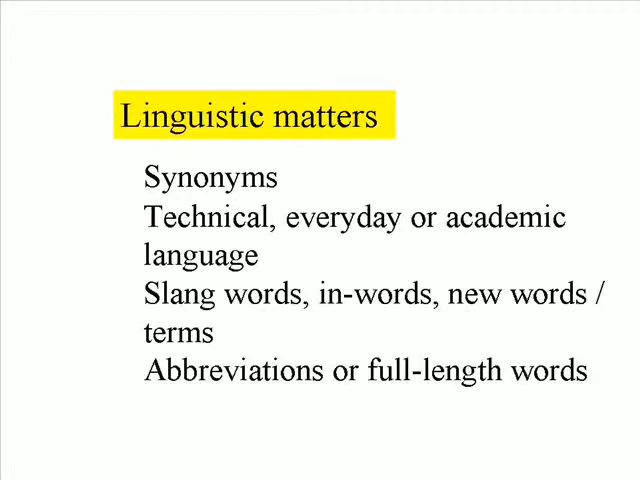 Linguistic matters
Synonyms
Technical, everyday or academic
language
Slang words, in-words, new words /
terms
Abbreviations or full-length words